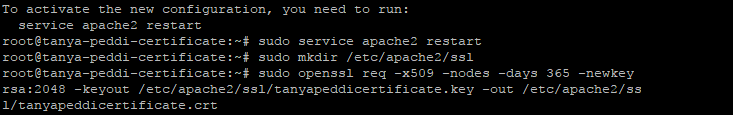 To activate the new configuration, you need to run:
  service apache2 restart
root@tanya-peddi-certificate:~# sudo service apache2 restart
root@tanya-peddi-certificate:~# sudo mkdir /etc/apache2/ssl
root@tanya-peddi-certificate:~# sudo openssl req -x509 -nodes -days 365 -newkey
rsa:2048 -keyout /etc/apache2/ssl/tanyapeddicertificate.key -out /etc/apache2/ss
l/tanyapeddicertificate.crt